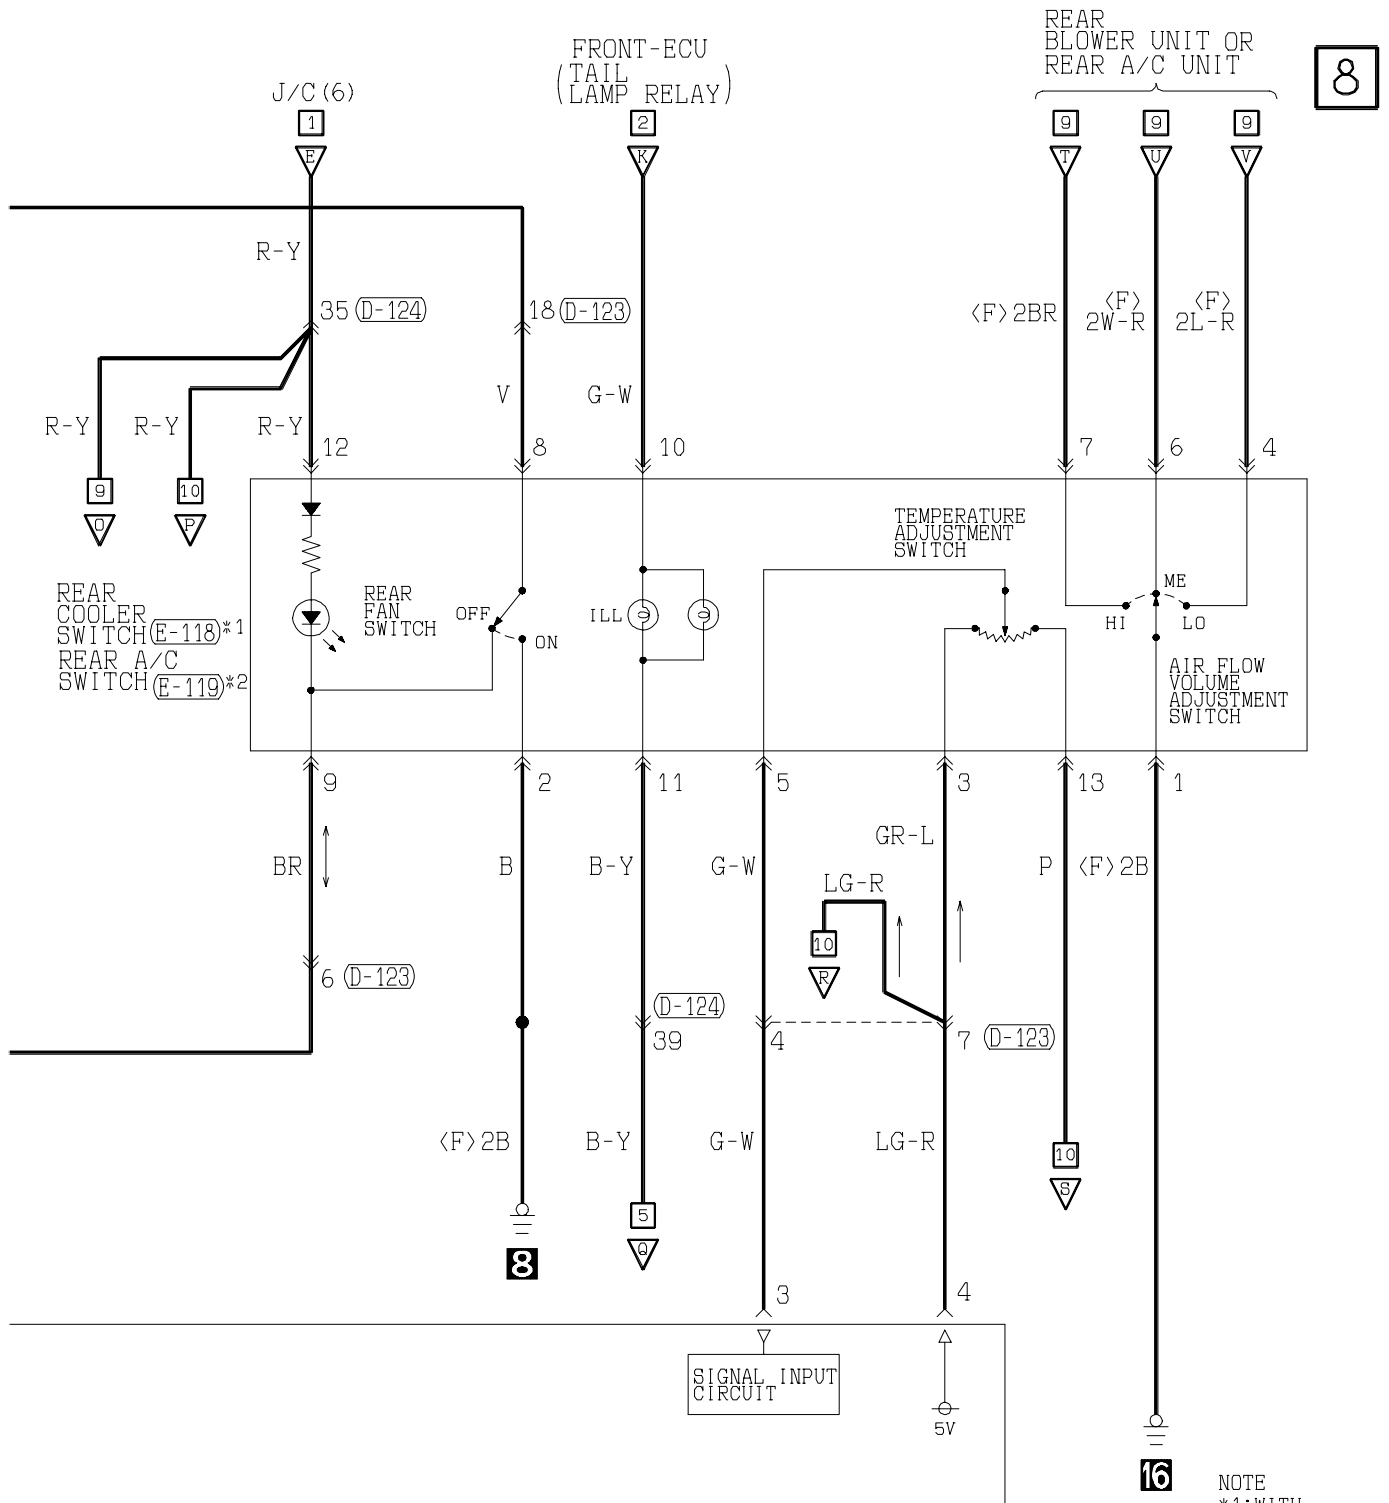 REAR
BLOWER UNIT OR
REAR A/C UNIT
8
FRONT-ECU
(TAIL
LAMP RELAY)
J/C(6)
1
2
9
9
9
E
K
T
U
V
R-Y
35 (D-124)
18 (D-123)
<F>2BR
<F>
2W-R
<F>
2L-R
V
G-W
R-Y
R-Y
R-Y
12
8
10
7
6
4
9
10
O
P
TEMPERATURE
ADJUSTMENT
SWITCH
REAR
COOLER
SWITCH (E-118)*1
REAR A/C
SWITCH (E-119)*2
REAR
FAN
SWITCH
OFF
ON
ILL
ME
HI
LO
AIR FLOW
VOLUME
ADJUSTMENT
SWITCH
9
2
11
5
3
13
1
GR-L
BR
B
B-Y
G-W
P
<F>2B
LG-R
10
R
6 (D-123)
(D-124)
39
4
7 (D-123)
<F>2B
B-Y
G-W
LG-R
10
S
5
Q
8
3
4
SIGNAL INPUT
CIRCUIT
5V
16
NOTE
*1:WITH